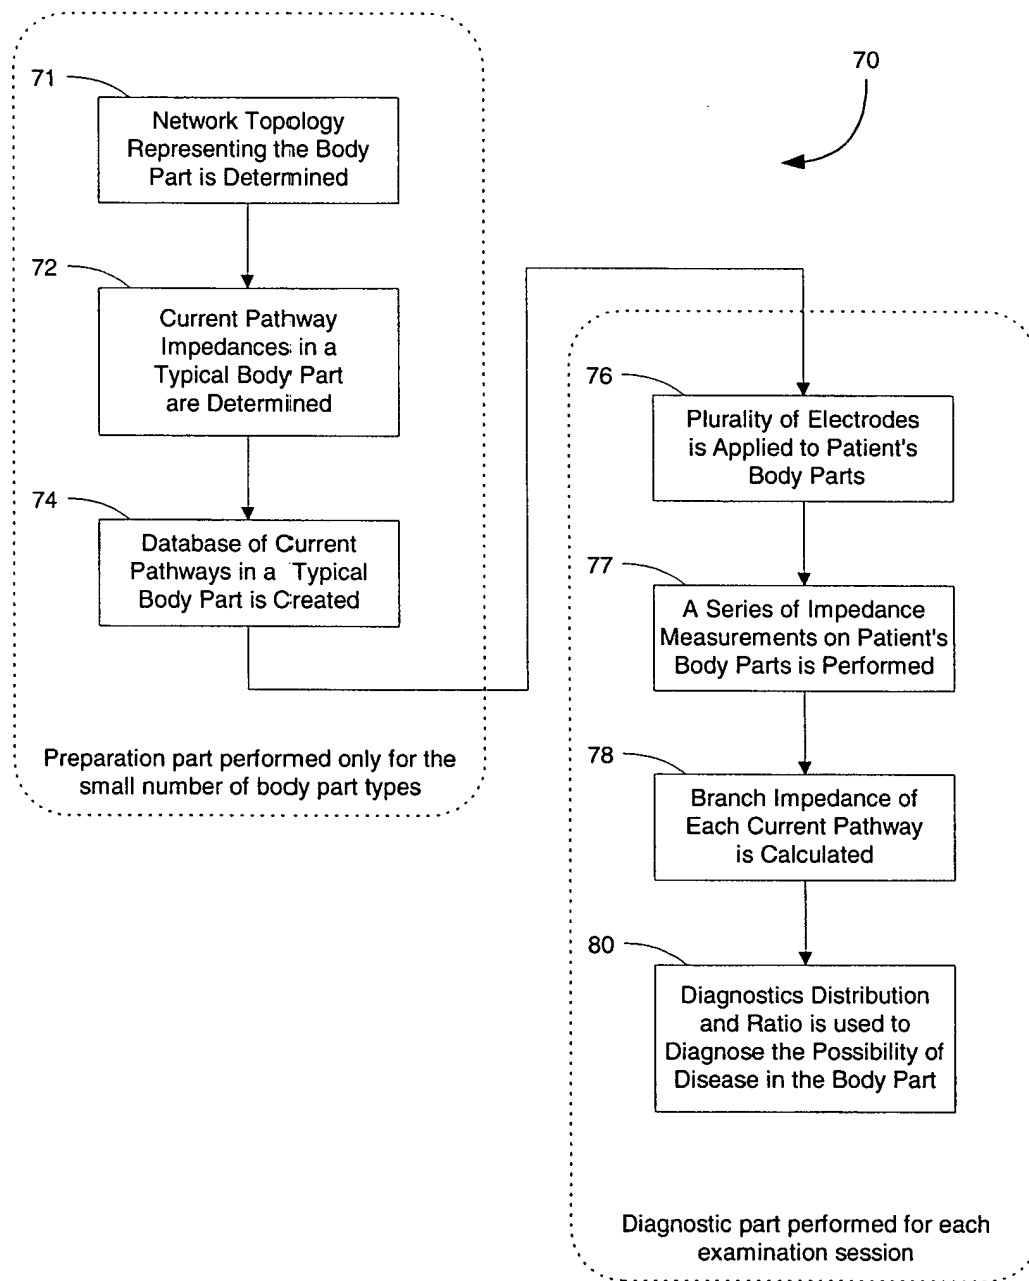 71
Network Topology
Representing the Body
Part is Determined
72
Current Pathway
Impedances in a
Typical Body Part
are Determined
74
Database of Current
Pathways in a Typical
Body Part is Created
Preparation part performed only for the
small number of body part types
70
76
Plurality of Electrodes
is Applied to Patient's
Body Parts
77
A Series of Impedance
Measurements on Patient's
Body Parts is Performed
78
Branch Impedance of
Each Current Pathway
is Calculated
80
Diagnostics Distribution
and Ratio is used to
Diagnose the Possibility of
Disease in the Body Part
Diagnostic part performed for each
examination session